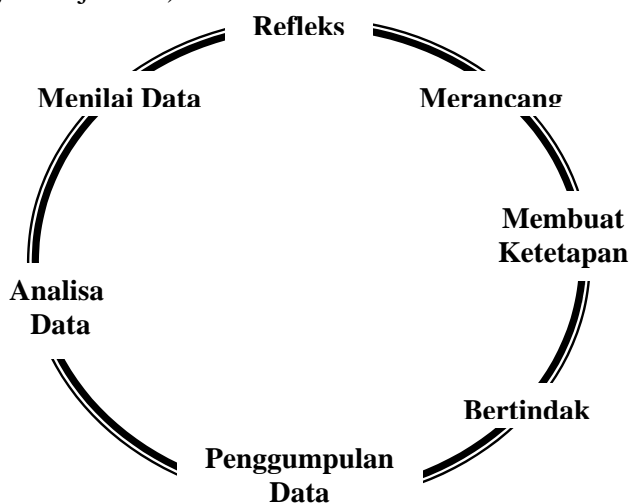 Refleks
Merancang
Membuat
Ketetapan
Bertindak
Penggumpulan
Data
Analisa
Data
Menilai Data